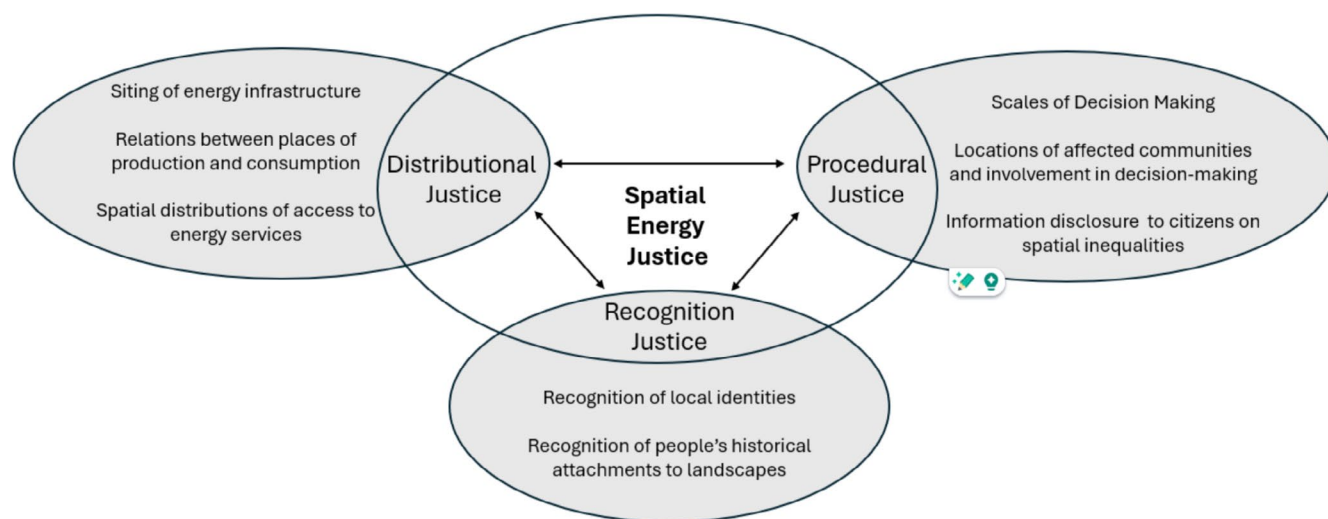 Siting of energy infrastructure
Relations between places of
production and consumption
Spatial distributions of access to
energy services
Distributional
Justice
Spatial
Energy
Justice
Procedural
Justice
Scales of Decision Making
Locations of affected communities
and involvement in decision-making
Information disclosure to citizens on
spatial inequalities
Recognition
Justice
Recognition of local identities
Recognition of people’s historical
attachments to landscapes